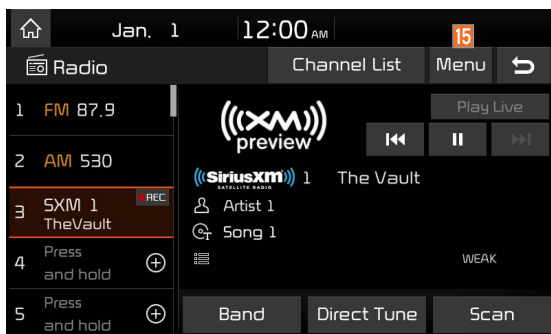 Jan. 1 12:00 AM
15
Radio Channel List Menu
1 FM 87.9
2 AM 530
3 SXM 1 REC
TheVault
4 Press
and hold
5 Press
and hold
((XM))
preview
Play Live
((SiriusXM)) 1 The Vault
SATELLITE RADIO
Artist 1
Song 1
WEAK
Band Direct Tune Scan